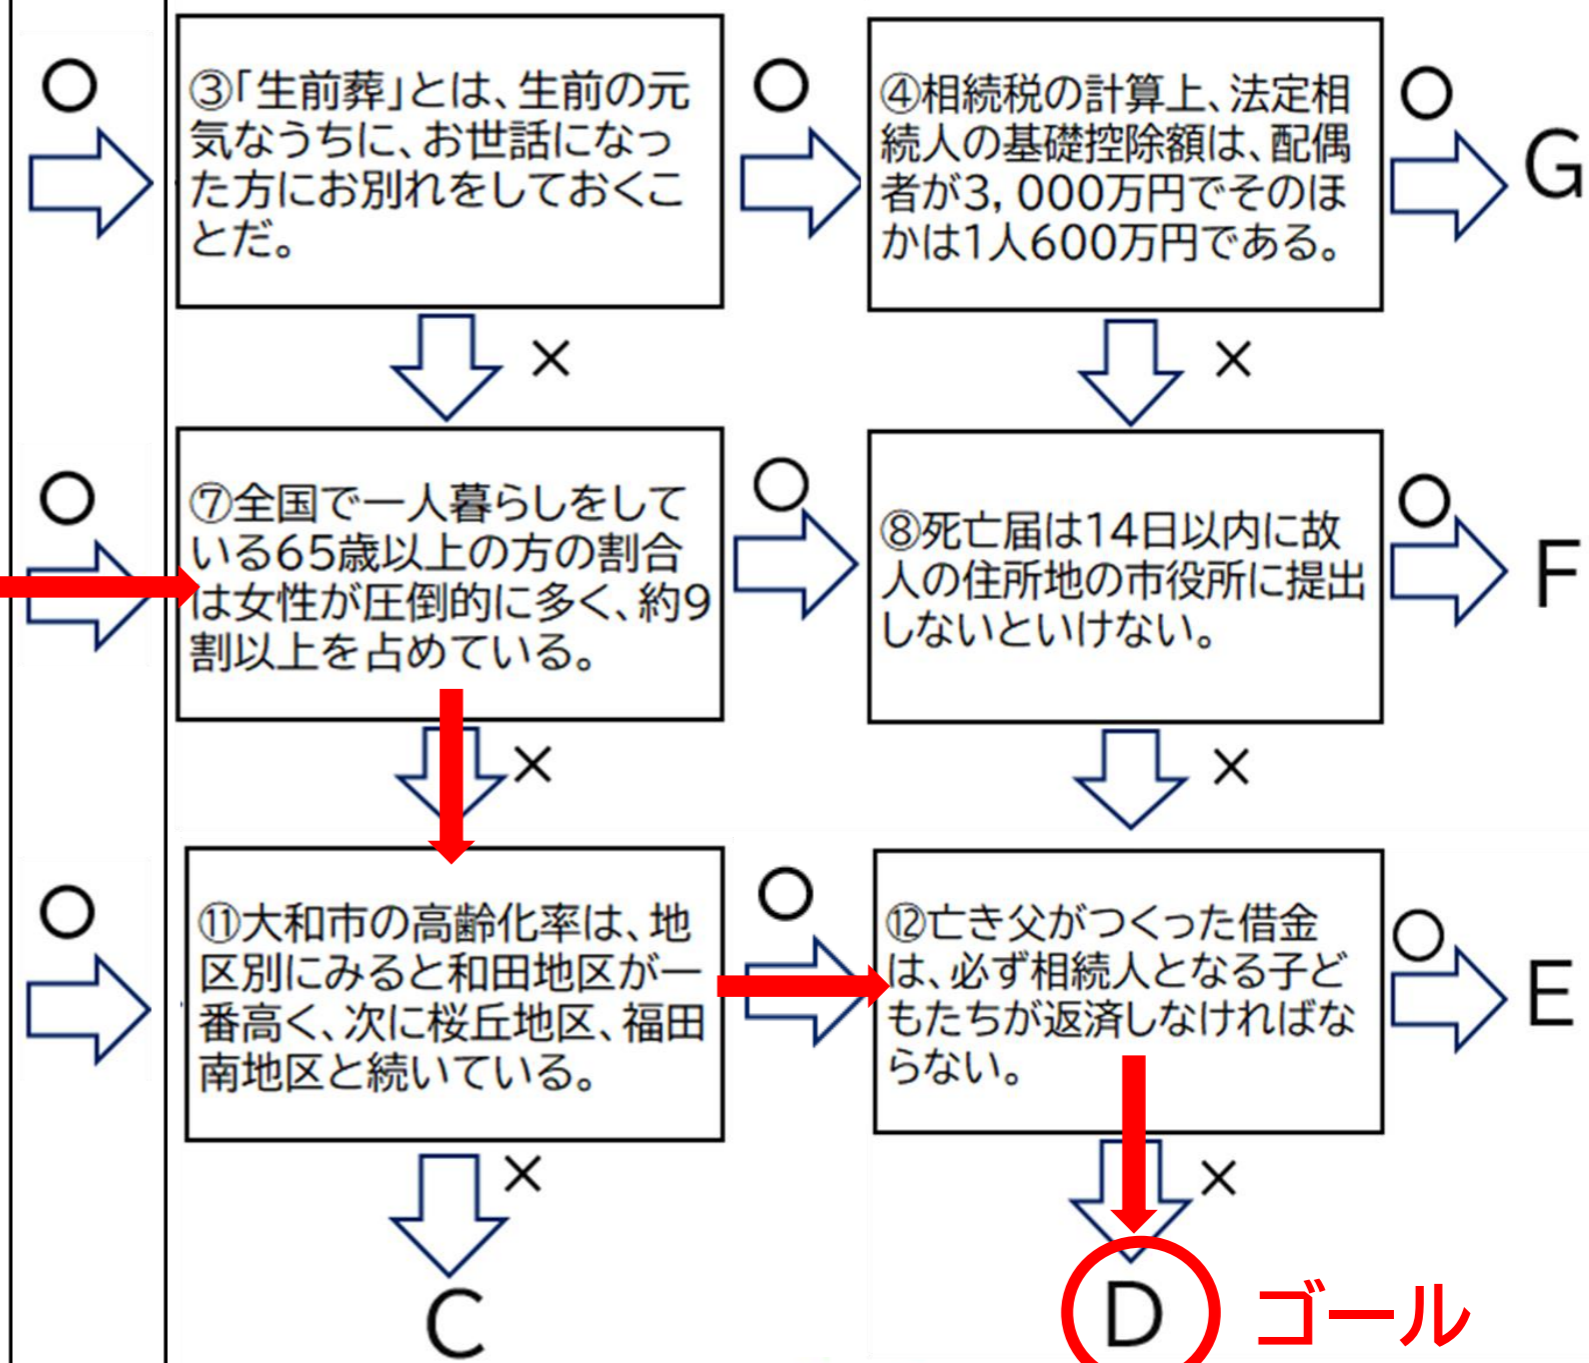 ○
③「生前葬」とは、生前の元
気なうちに、お世話になっ
た方にお別れをしておくこ
とだ。
○
④相続税の計算上、法定相
続人の基礎控除額は、配偶
者が3，000万円でそのほ
かは1人600万円である。
○
G
×
×
○
⑦全国で一人暮らしをして
いる65歳以上の方の割合
は女性が圧倒的に多く、約9
割以上を占めている。
○
⑧死亡届は14日以内に故
人の住所地の市役所に提出
しないといけない。
○
F
×
×
○
⑪大和市の高齢化率は、地
区別にみると和田地区が一
番高く、次に桜丘地区、福田
南地区と続いている。
○
⑫亡き父がつくった借金
は、必ず相続人となる子ど
もたちが返済しなければな
らない。
○
E
×
×
C
D
ゴール